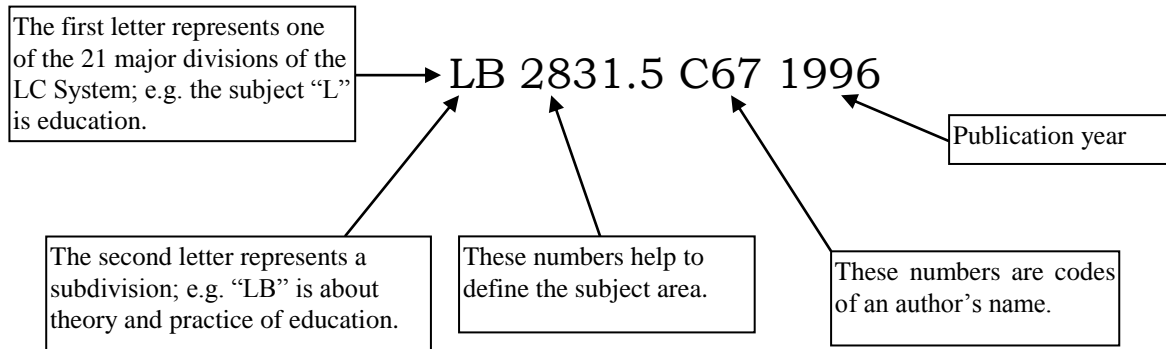 The first letter represents one
of the 21 major divisions of the
LC System; e.g. the subject “L”
is education.
LB 2831.5 C67 1996
Publication year
The second letter represents a
subdivision; e.g. “LB” is about
theory and practice of education.
These numbers help to
define the subject area.
These numbers are codes
of an author’s name.